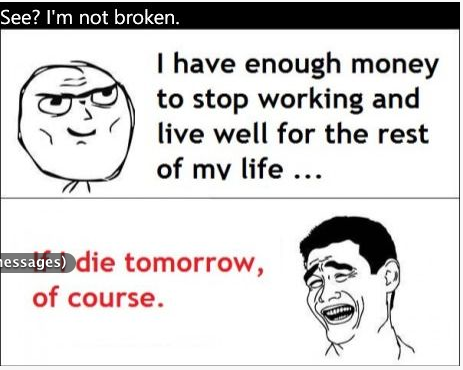 See? I'm not broken.
I have enough money
to stop working and
live well for the rest
of my life ...
essages) die tomorrow,
of course.